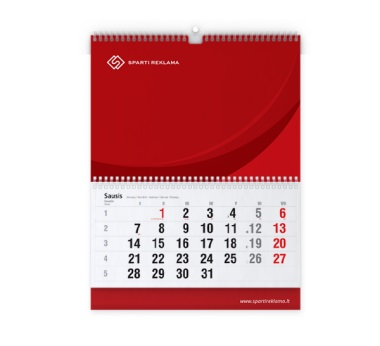 SPARTI REKLAMA
Sausis
1 1 2 3 4 5 6
2 7 8 9 10 11 12 13
3 14 15 16 17 18 19 20
4 21 22 23 24 25 26 27
5 28 29 30 31
www.spartireklama.lt